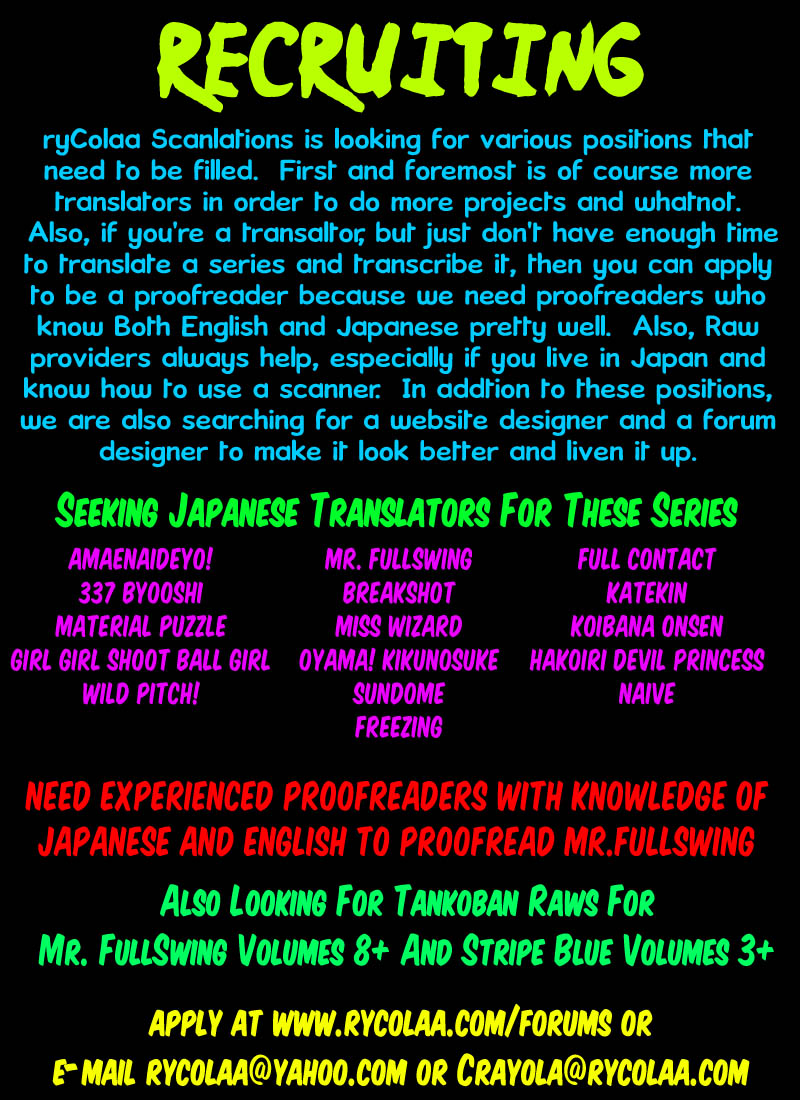 RECRUITING
ryColaa Scanlations is looking for various positions that
need to be filled. First and foremost is of course more
translators in order to do more projects and whatnot.
Also, if you're a transaltor, but just don't have enough time
to translate a series and transcribe it, then you can apply
to be a proofreader because we need proofreaders who
know Both English and Japanese pretty well. Also, Raw
providers always help, especially if you live in Japan and
know how to use a scanner. In addtion to these positions,
we are also searching for a website designer and a forum
designer to make it look better and liven it up.
Seeking Japanese Translators For These Series
AMAENAIDEYO! MR. FULLSWING FULL CONTACT
337 BYOOSHI BREAKSHOT KATEKIN
MATERIAL PUZZLE MISS WIZARD KOIBANA ONSEN
GIRL GIRL SHOOT BALL GIRL OYAMA! KIKUNOSUKE HAKOIRI DEVIL PRINCESS
WILD PITCH! SUNDOME NAIVE
FREEZING
NEED EXPERIENCED PROOFREADERS WITH KNOWLEDGE OF
JAPANESE AND ENGLISH TO PROOFREAD MR.FULLSWING
Also Looking For Tankoban Raws For
Mr. FullSwing Volumes 8+ And Stripe Blue Volumes 3+
APPLY AT WWW.RYCOLAA.COM/FORUMS OR
E-MAIL RYCOLAA@YAHOO.COM OR CRAYOLA@RYCOLAA.COM